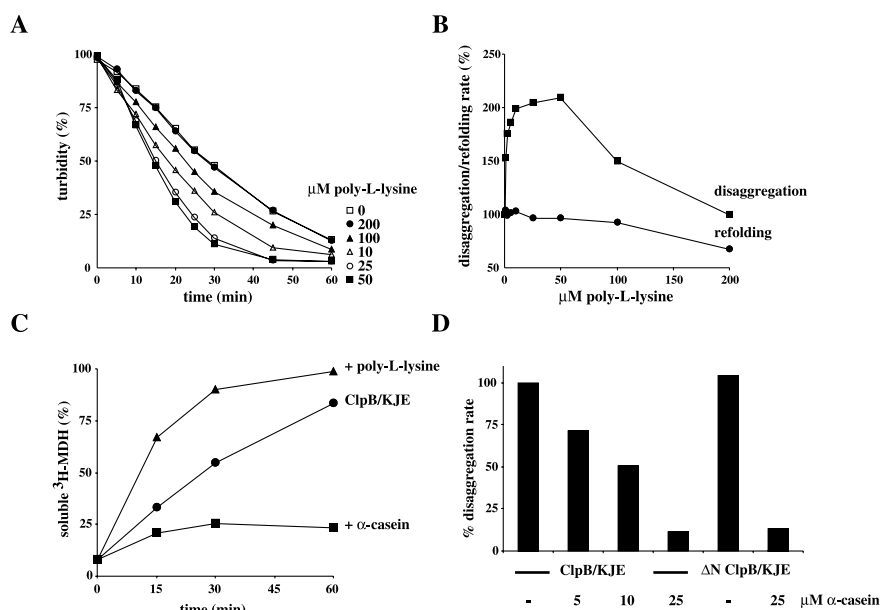 A
turbidity (%)
100
75
50
25
0
0 10 20 30 40 50 60
time (min)
μM poly-L-lysine
0
200
100
10
25
50
B
disaggregation/refolding rate (%)
250
200
150
100
50
0 50 100 150 200
μM poly-L-lysine
disaggregation
refolding
C
soluble ³H-MDH (%)
100
75
50
25
0
0 15 30 45 60
time (min)
+ poly-L-lysine
ClpB/KJE
+ α-casein
D
% disaggregation rate
100
75
50
25
0
ClpB/KJE ΔN ClpB/KJE
- 5 10 25 - 25 μM α-casein